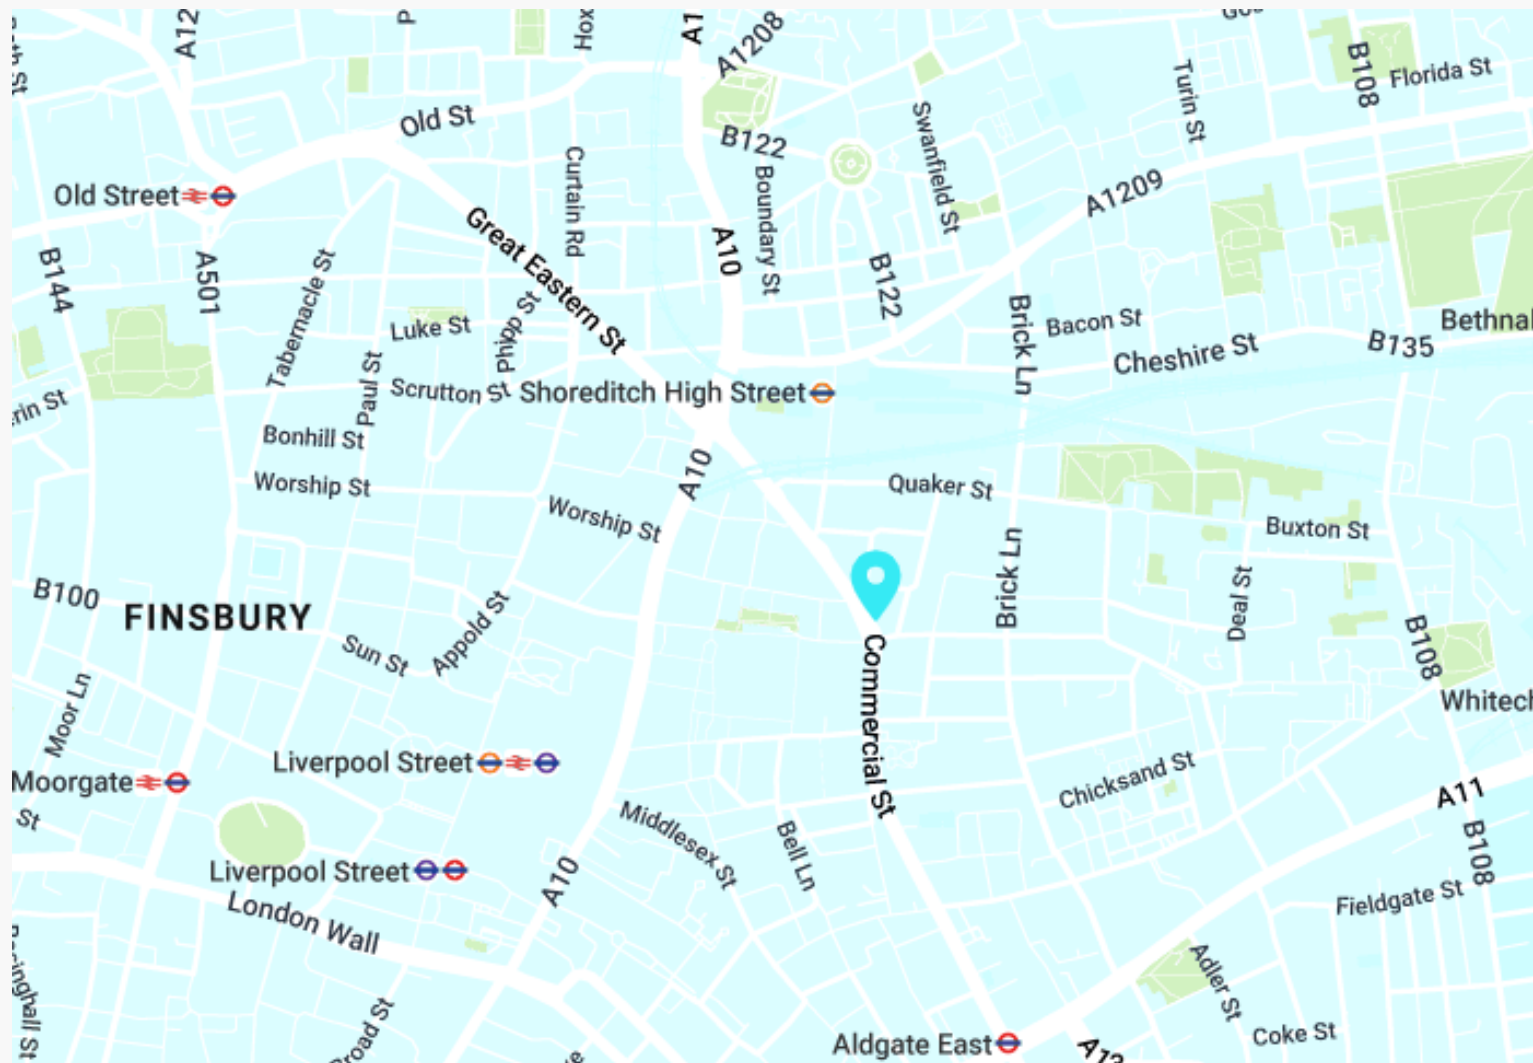 A12
A1
A1208
B108
Florida St
Turin St
Old St
B122
Swanfield St
Curtain Rd
Boundary St
A1209
Old Street
Great Eastern St
A10
B144
A501
Tabernacle St
B122
Phipp St
Luke St
Brick Ln
Bacon St
Cheshire St
B135
Paul St
Scrutton St
Shoreditch High Street
Bonhill St
A10
Worship St
Quaker St
Worship St
Buxton St
Brick Ln
Deal St
B100
FINSBURY
Appold St
Sun St
B108
Commercial St
Moor Ln
Liverpool Street
Moorgate
Chicksand St
A11
St
Middlesex St
Bell Ln
B108
Liverpool Street
A10
London Wall
Fieldgate St
Adler St
Coke St
Aldgate East